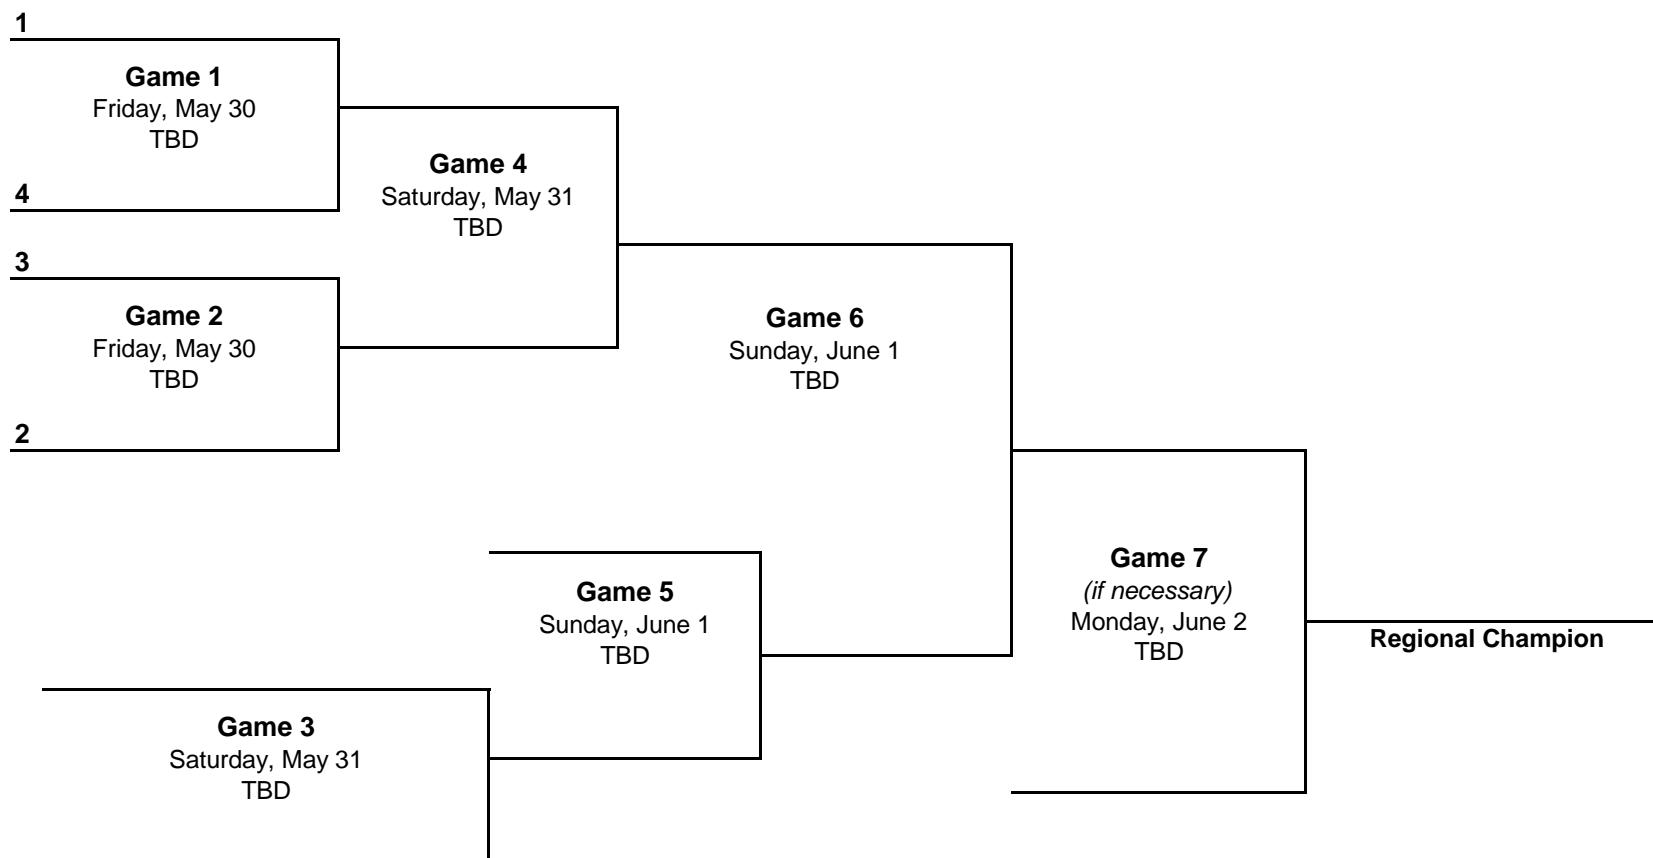 1
Game 1
Friday, May 30
TBD
4
Game 4
Saturday, May 31
TBD
3
Game 2
Friday, May 30
TBD
2
Game 6
Sunday, June 1
TBD
Game 5
Sunday, June 1
TBD
Game 7
(if necessary)
Monday, June 2
TBD
Regional Champion
Game 3
Saturday, May 31
TBD